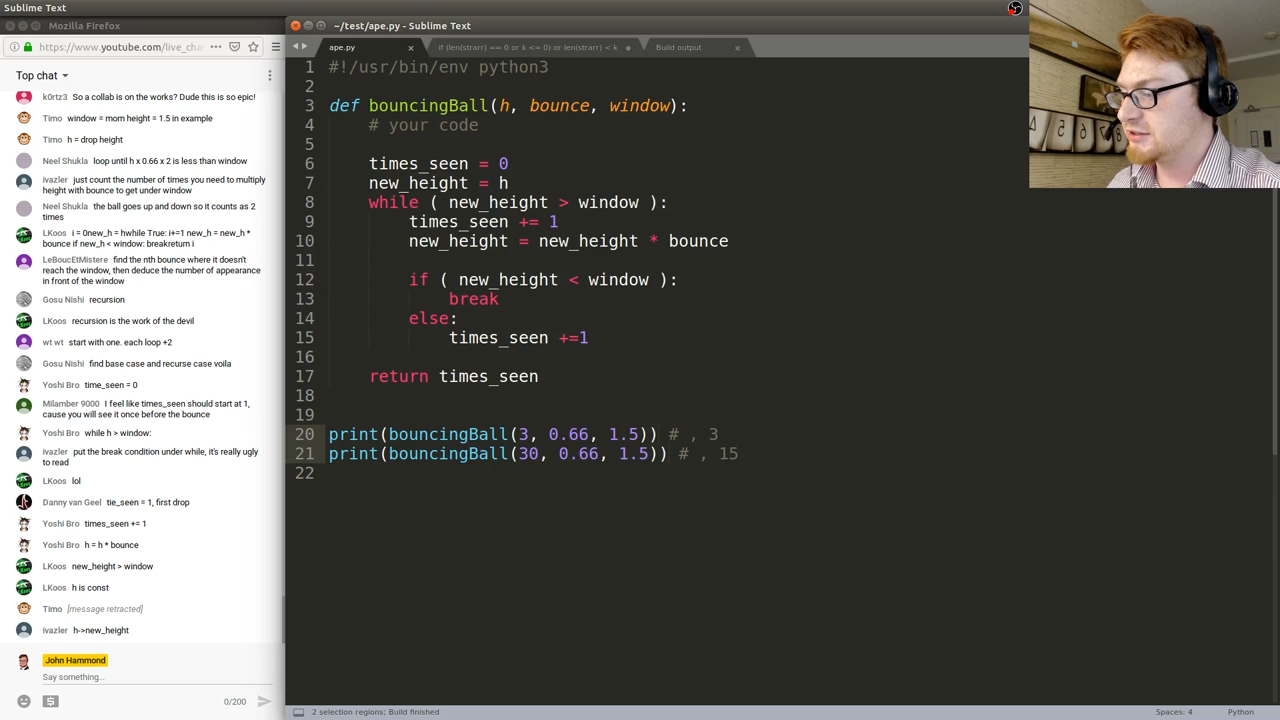 Sublime Text
Mozilla Firefox
https://www.youtube.com/live_chat
Top chat
k0rtz3 So a collab is on the works? Dude this is so epic!
Timo window = mom height = 1.5 in example
Timo h = drop height
Neel Shukla loop until h x 0.66 x 2 is less than window
ivazler just count the number of times you need to multiply
height with bounce to get under window
Neel Shukla the ball goes up and down so it counts as 2
times
LKoos i = 0new_h = hwhile True: i+=1 new_h = new_h *
bounce if new_h < window: breakreturn i
LeBoucEtMistere find the nth bounce where it doesn't
reach the window, then deduce the number of appearance
in front of the window
Gosu Nishi recursion
LKoos recursion is the work of the devil
wt wt start with one. each loop +2
Gosu Nishi find base case and recurse case voila
Yoshi Bro time_seen = 0
Milamber 9000 I feel like times_seen should start at 1,
cause you will see it once before the bounce
Yoshi Bro while h > window:
ivazler put the break condition under while, it's really ugly
to read
LKoos lol
Danny van Geel tie_seen = 1, first drop
Yoshi Bro times_seen += 1
Yoshi Bro h = h * bounce
LKoos new_height > window
LKoos h is const
Timo [message retracted]
ivazler h->new_height
John Hammond
Say something...
0/200
~/test/ape.py - Sublime Text
ape.py
if (len(strarr) == 0 or k <= 0) or len(strarr) < k
Build output
1 #!/usr/bin/env python3
2
3 def bouncingBall(h, bounce, window):
4 # your code
5
6 times_seen = 0
7 new_height = h
8 while ( new_height > window ):
9 times_seen += 1
10 new_height = new_height * bounce
11
12 if ( new_height < window ):
13 break
14 else:
15 times_seen +=1
16
17 return times_seen
18
19
20 print(bouncingBall(3, 0.66, 1.5)) # , 3
21 print(bouncingBall(30, 0.66, 1.5)) # , 15
22
2 selection regions; Build finished
Spaces: 4
Python